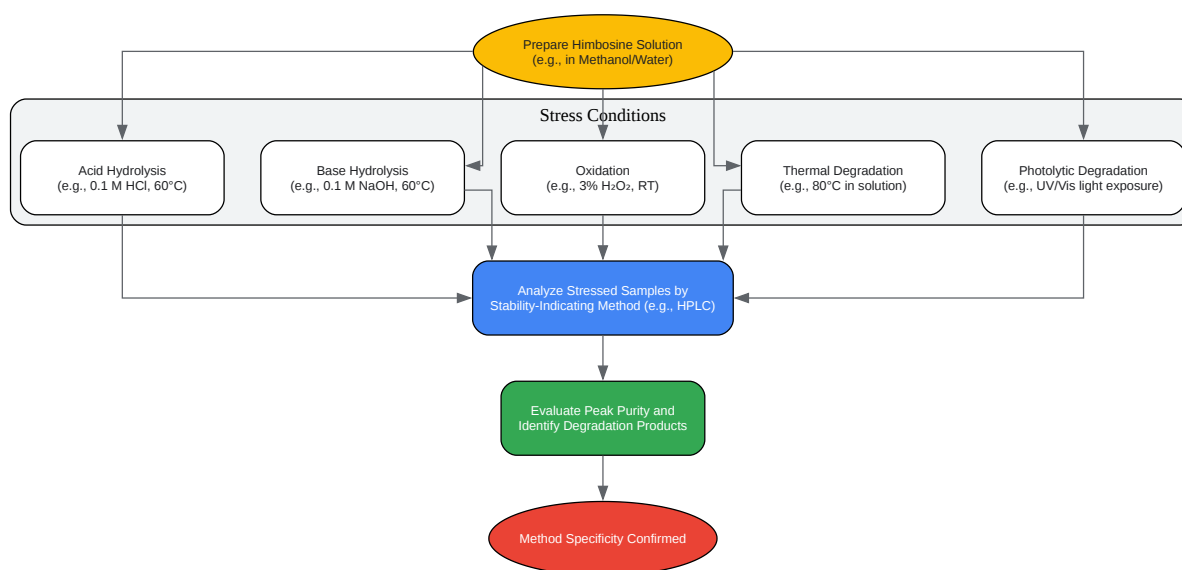 Prepare Himbosine Solution
(e.g., in Methanol/Water)
Stress Conditions
Acid Hydrolysis
(e.g., 0.1 M HCl, 60°C)
Base Hydrolysis
(e.g., 0.1 M NaOH, 60°C)
Oxidation
(e.g., 3% H₂O₂, RT)
Thermal Degradation
(e.g., 80°C in solution)
Photolytic Degradation
(e.g., UV/Vis light exposure)
Analyze Stressed Samples by
Stability-Indicating Method (e.g., HPLC)
Evaluate Peak Purity and
Identify Degradation Products
Method Specificity Confirmed